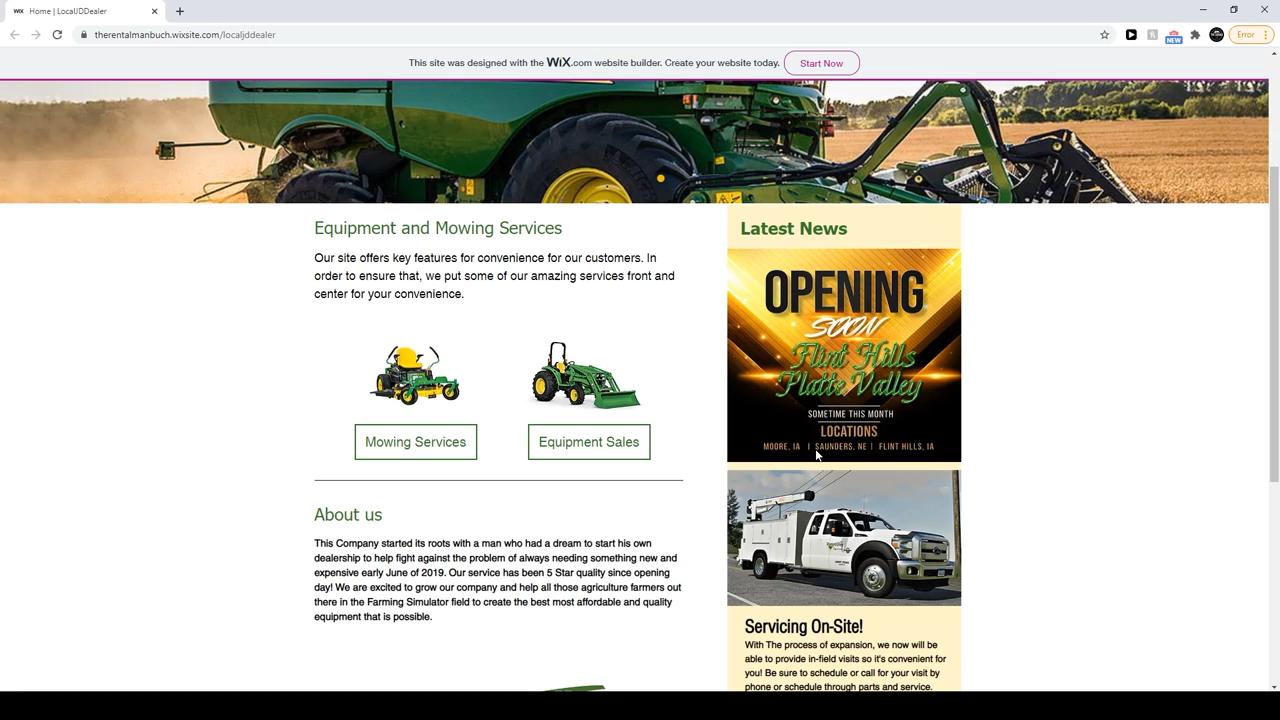 WiX Home | LocalJDDealer
therentalmanbuch.wixsite.com/localjddealer
NEW
Error
This site was designed with the WiX.com website builder. Create your website today. Start Now
Equipment and Mowing Services
Our site offers key features for convenience for our customers. In
order to ensure that, we put some of our amazing services front and
center for your convenience.
Mowing Services
Equipment Sales
About us
This Company started its roots with a man who had a dream to start his own
dealership to help fight against the problem of always needing something new and
expensive early June of 2019. Our service has been 5 Star quality since opening
day! We are excited to grow our company and help all those agriculture farmers out
there in the Farming Simulator field to create the best most affordable and quality
equipment that is possible.
Latest News
OPENING
SOON
Flint Hills
Platte Valley
SOMETIME THIS MONTH
LOCATIONS
MOORE, IA | SAUNDERS, NE | FLINT HILLS, IA
Servicing On-Site!
With The process of expansion, we now will be
able to provide in-field visits so it's convenient for
you! Be sure to schedule or call for your visit by
phone or schedule through parts and service.